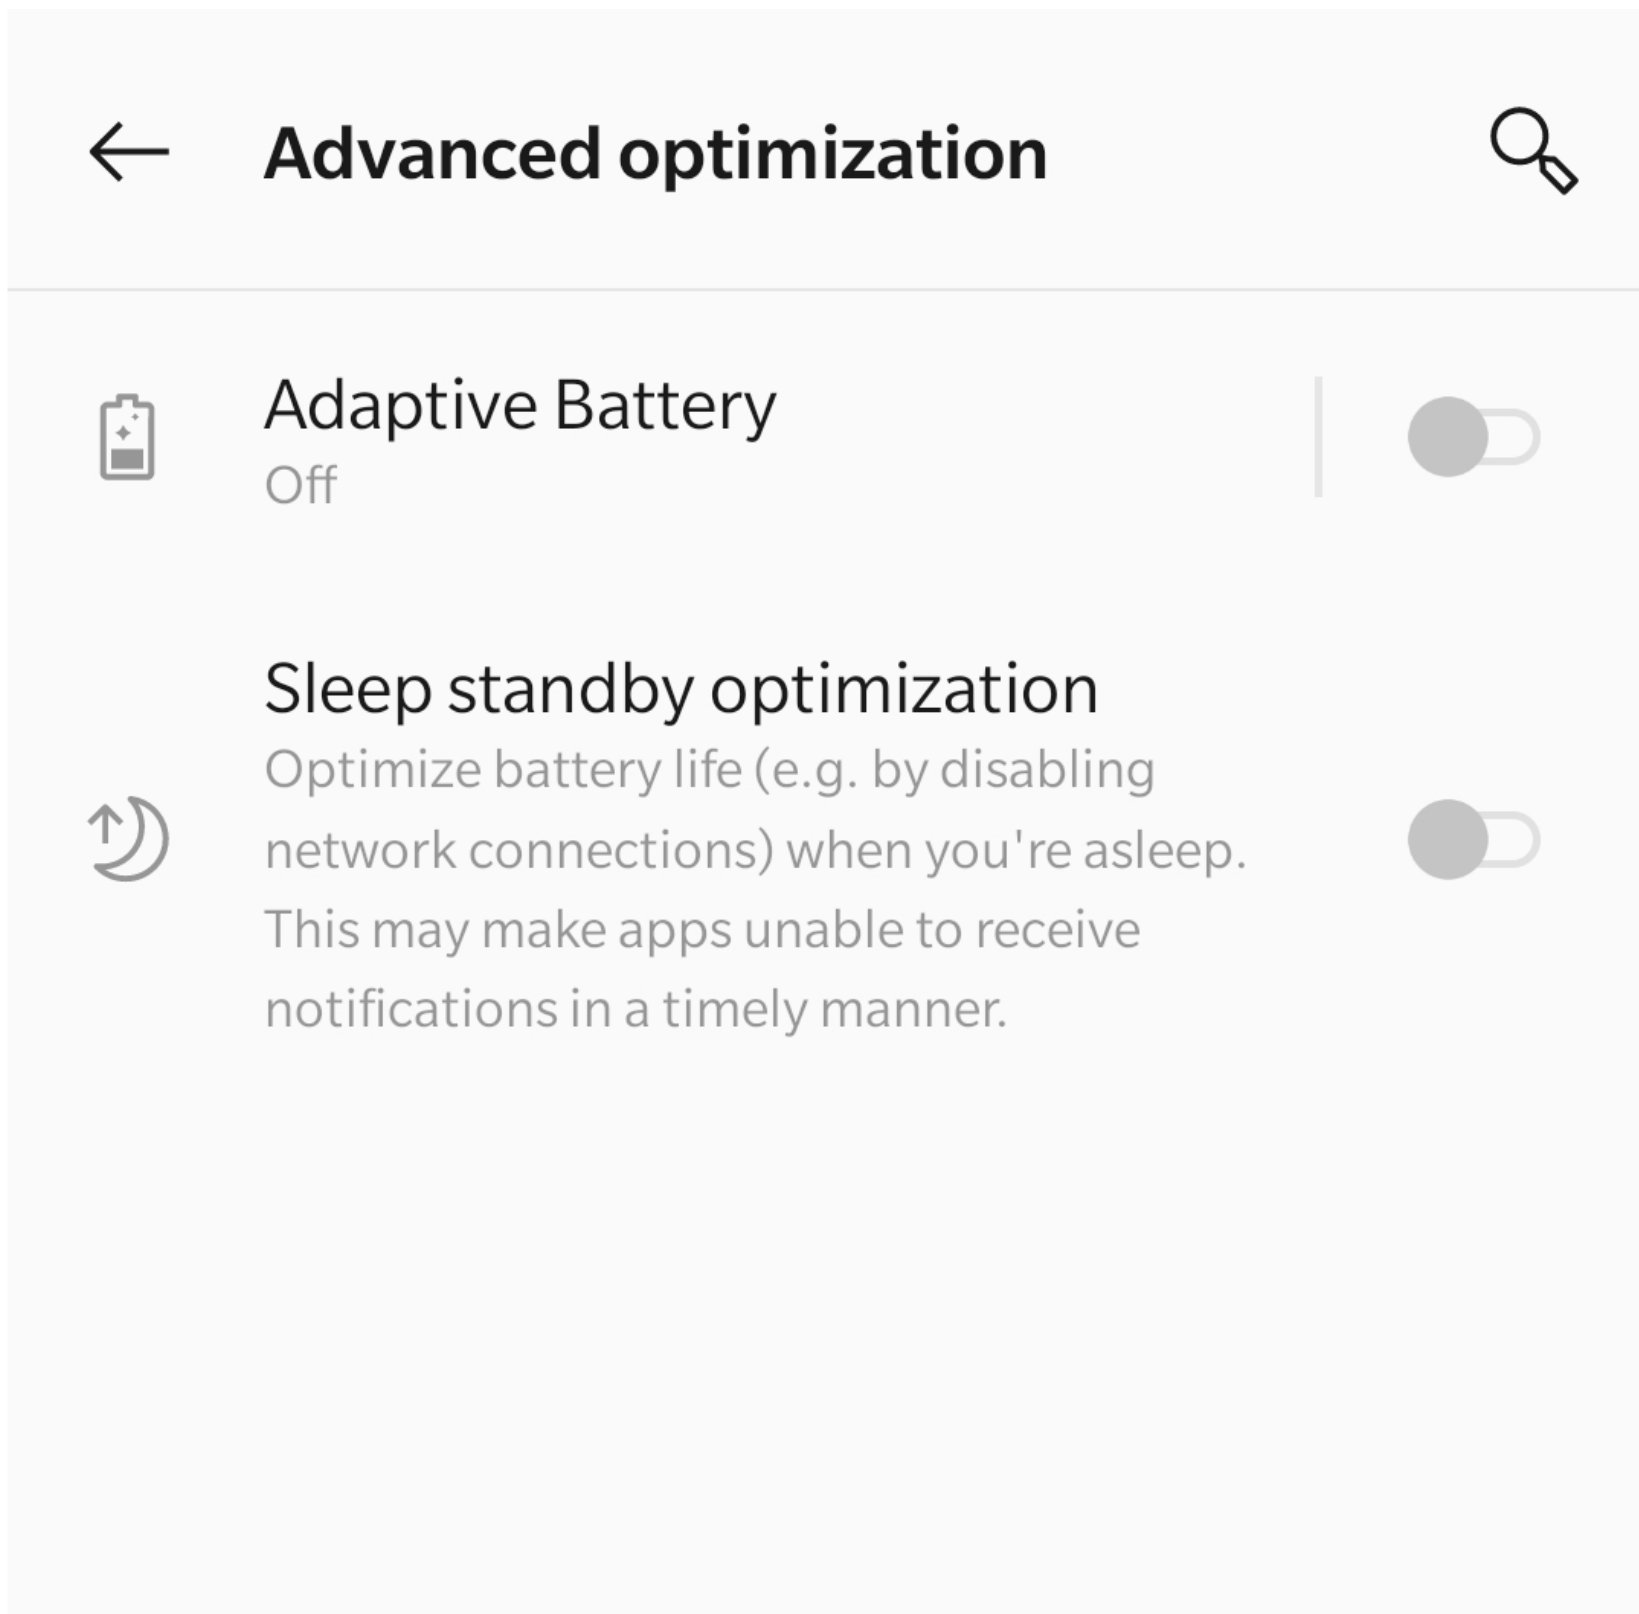 Advanced optimization
Adaptive Battery
Off
Sleep standby optimization
Optimize battery life (e.g. by disabling
network connections) when you're asleep.
This may make apps unable to receive
notifications in a timely manner.